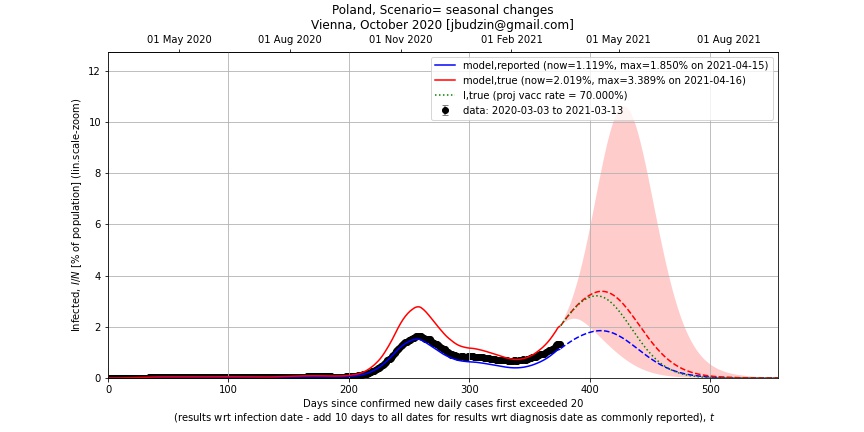 Poland, Scenario= seasonal changes
Vienna, October 2020 [jbudzin@gmail.com]
01 May 2020 01 Aug 2020 01 Nov 2020 01 Feb 2021 01 May 2021 01 Aug 2021
model,reported (now=1.119%, max=1.850% on 2021-04-15)
model,true (now=2.019%, max=3.389% on 2021-04-16)
I,true (proj vacc rate = 70.000%)
data: 2020-03-03 to 2021-03-13
Infected, I/N [% of population] (lin.scale-zoom)
12
10
8
6
4
2
0
0 100 200 300 400 500
Days since confirmed new daily cases first exceeded 20
(results wrt infection date - add 10 days to all dates for results wrt diagnosis date as commonly reported), t